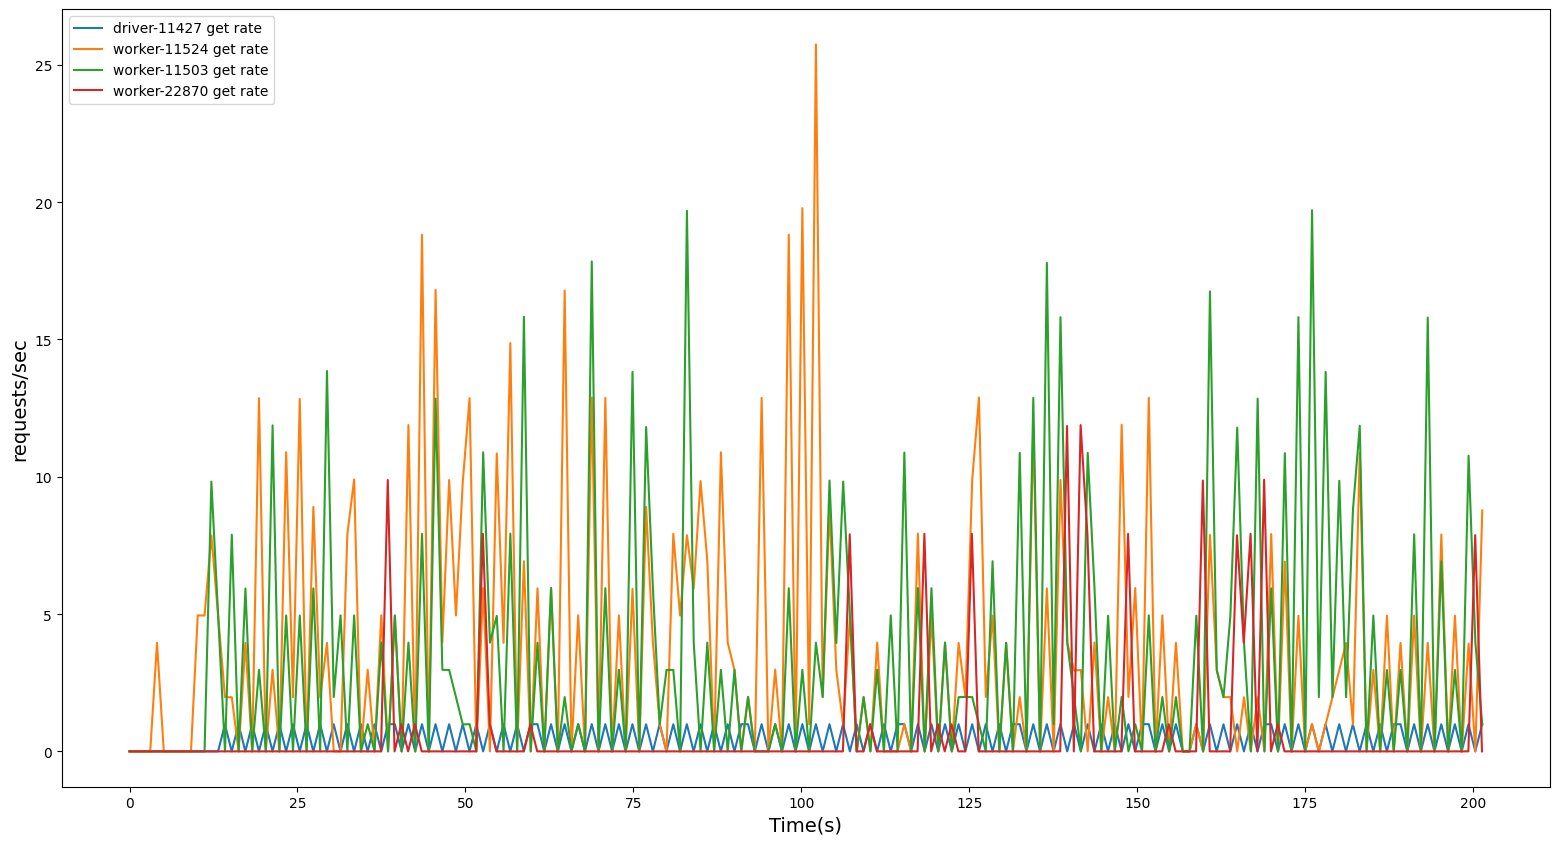 driver-11427 get rate
worker-11524 get rate
worker-11503 get rate
worker-22870 get rate
requests/sec
25
20
15
10
5
0
0 25 50 75 100 125 150 175 200
Time(s)